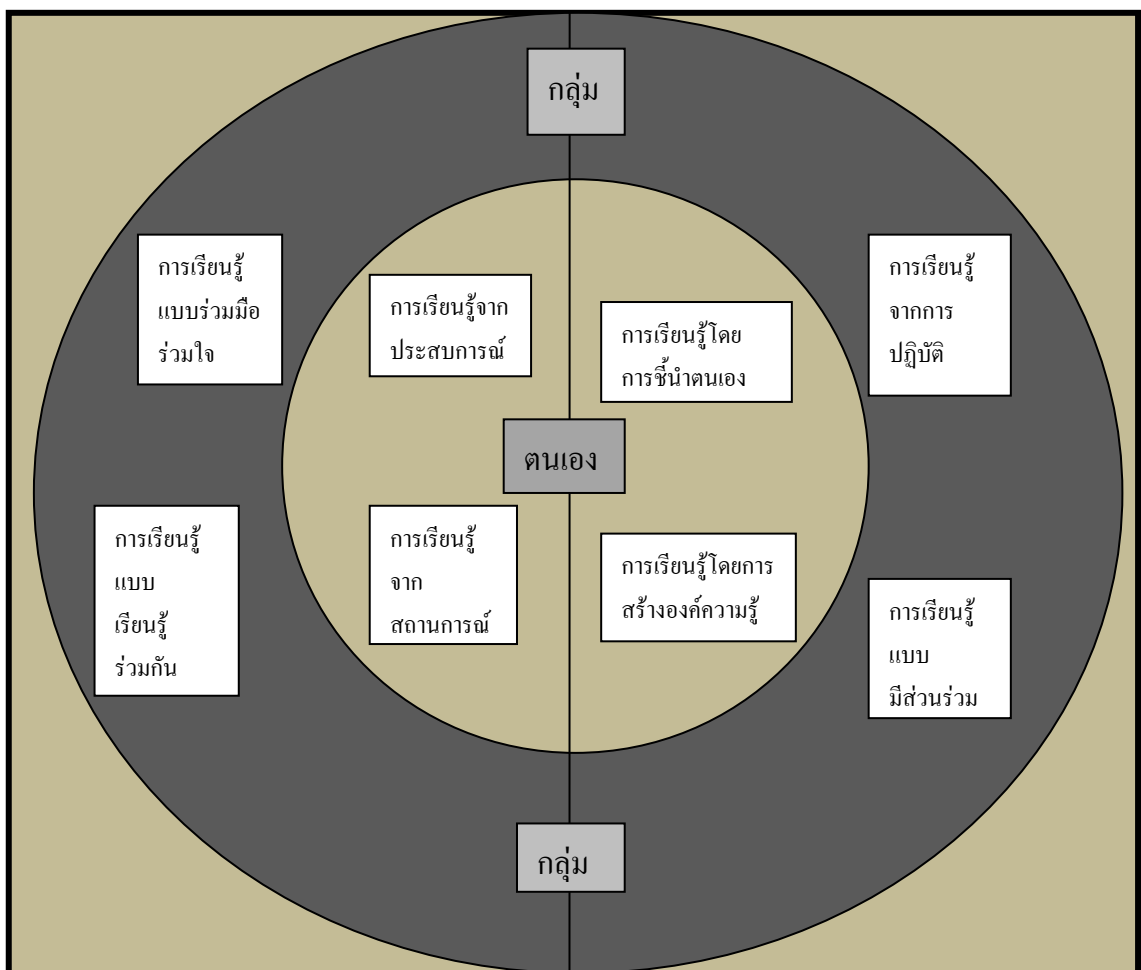 กลุ่ม
การเรียนรู้
แบบร่วมมือ
ร่วมใจ
การเรียนรู้จาก
ประสบการณ์
การเรียนรู้โดย
การชี้นำตนเอง
การเรียนรู้
จากการ
ปฏิบัติ
ตนเอง
การเรียนรู้
แบบ
เรียนรู้
ร่วมกัน
การเรียนรู้
จาก
สถานการณ์
การเรียนรู้โดยการ
สร้างองค์ความรู้
การเรียนรู้
แบบ
มีส่วนร่วม
กลุ่ม